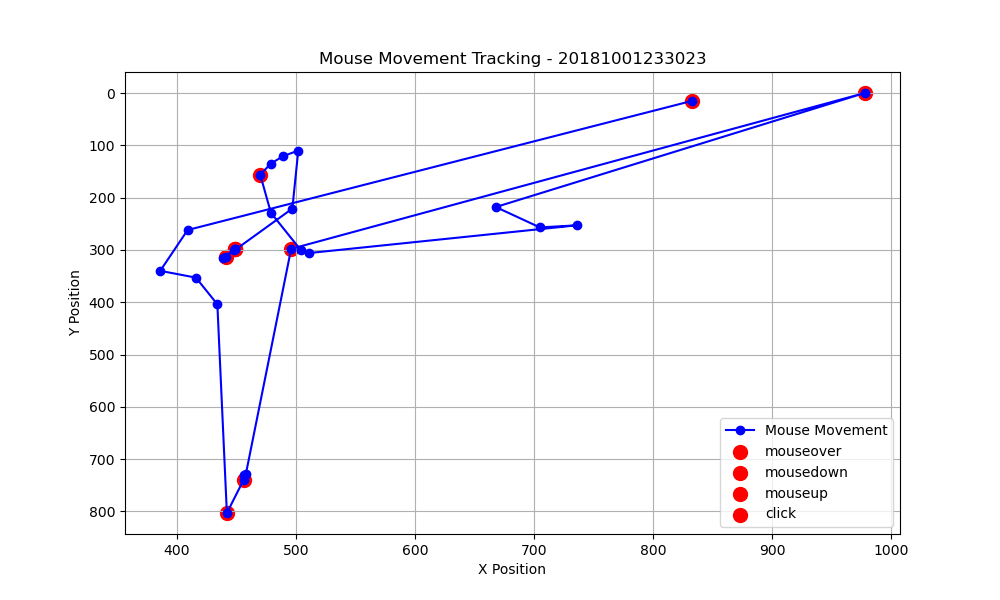 Mouse Movement Tracking - 20181001233023
0
100
200
300
400
500
600
700
800
Y Position
400 500 600 700 800 900 1000
X Position
Mouse Movement
mouseover
mousedown
mouseup
click